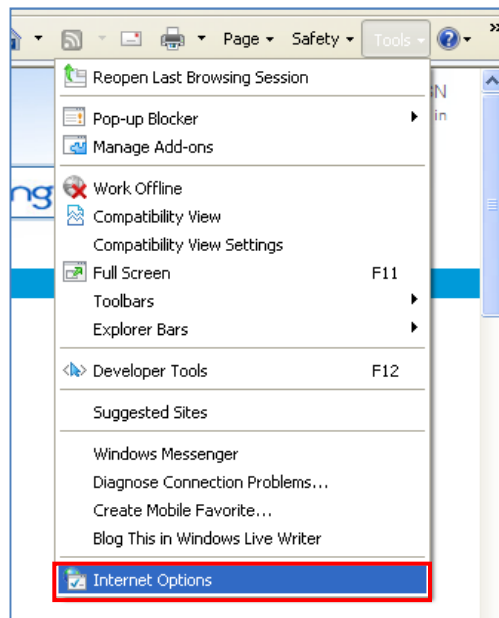 Page Safety Tools »
Reopen Last Browsing Session
Pop-up Blocker
Manage Add-ons
Work Offline
Compatibility View
Compatibility View Settings
Full Screen F11
Toolbars
Explorer Bars
Developer Tools F12
Suggested Sites
Windows Messenger
Diagnose Connection Problems...
Create Mobile Favorite...
Blog This in Windows Live Writer
Internet Options
ng
in